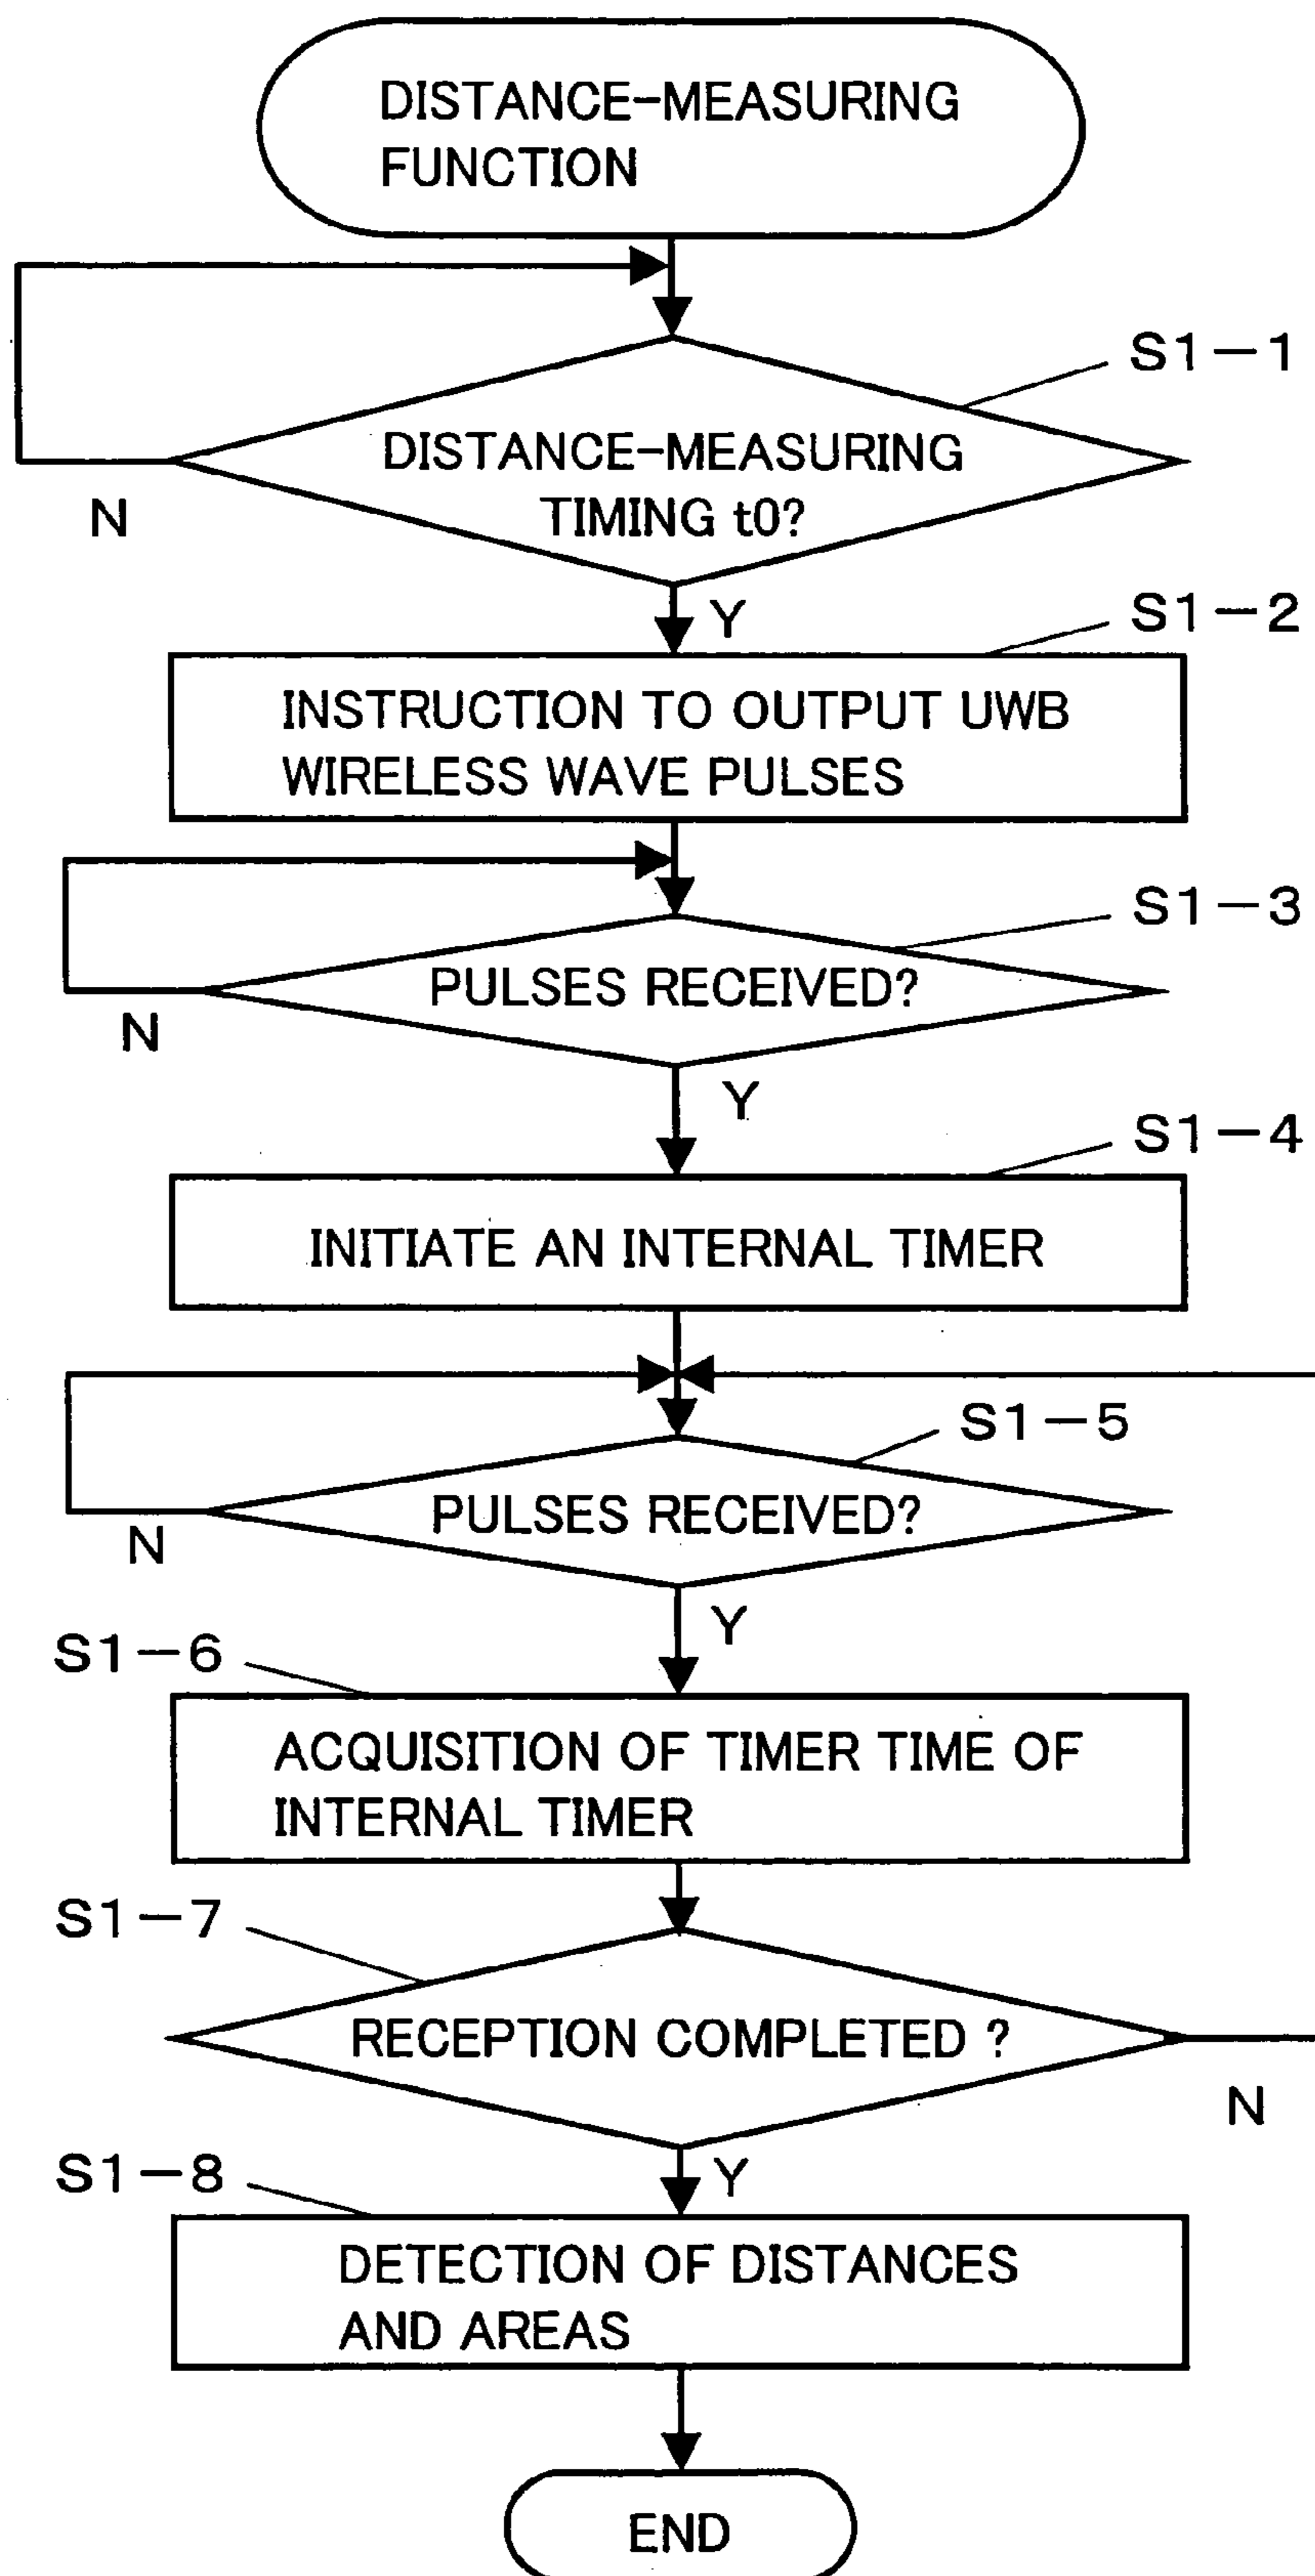 DISTANCE-MEASURING
FUNCTION
S1-1
DISTANCE-MEASURING
TIMING t0?
N
Y
S1-2
INSTRUCTION TO OUTPUT UWB
WIRELESS WAVE PULSES
S1-3
PULSES RECEIVED?
N
Y
S1-4
INITIATE AN INTERNAL TIMER
S1-5
PULSES RECEIVED?
N
Y
S1-6
ACQUISITION OF TIMER TIME OF
INTERNAL TIMER
S1-7
RECEPTION COMPLETED ?
N
Y
S1-8
DETECTION OF DISTANCES
AND AREAS
END